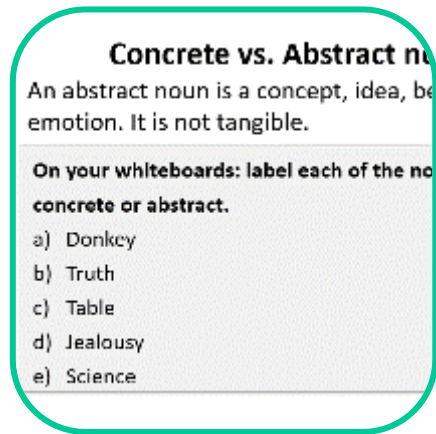 Concrete vs. Abstract n
An abstract noun is a concept, idea, be
emotion. It is not tangible.
On your whiteboards: label each of the no
concrete or abstract.
a) Donkey
b) Truth
c) Table
d) Jealousy
e) Science